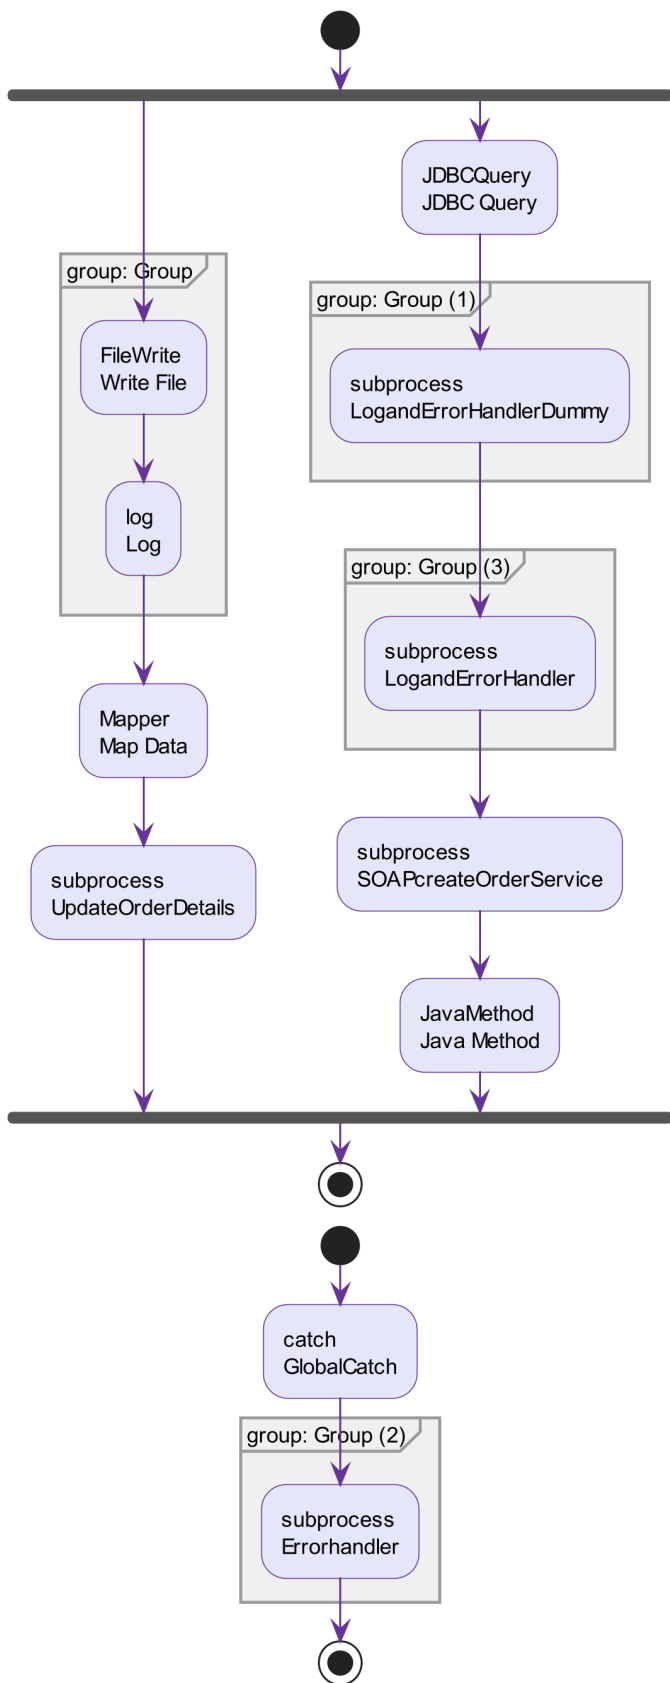 JDBCQuery
JDBC Query
group: Group
group: Group (1)
FileWrite
Write File
subprocess
LogandErrorHandlerDummy
log
Log
group: Group (3)
subprocess
LogandErrorHandler
Mapper
Map Data
subprocess
UpdateOrderDetails
subprocess
SOAPcreateOrderService
JavaMethod
Java Method
catch
GlobalCatch
group: Group (2)
subprocess
Errorhandler